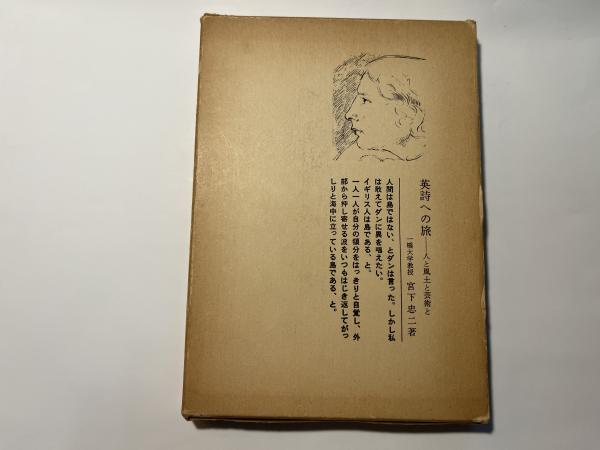 英詩への旅——人と風土と芸術と
一橋大学教授 宮下忠二著
人間は島ではない、とダンは言った。しかし私
は敢えてダンに異を唱えたい。
イギリス人は島である、と。
一人一人が自分の領分をはっきりと自覚し、外
部から押し寄せる波をいつもはじき返してがっ
しりと海中に立っている島である、と。